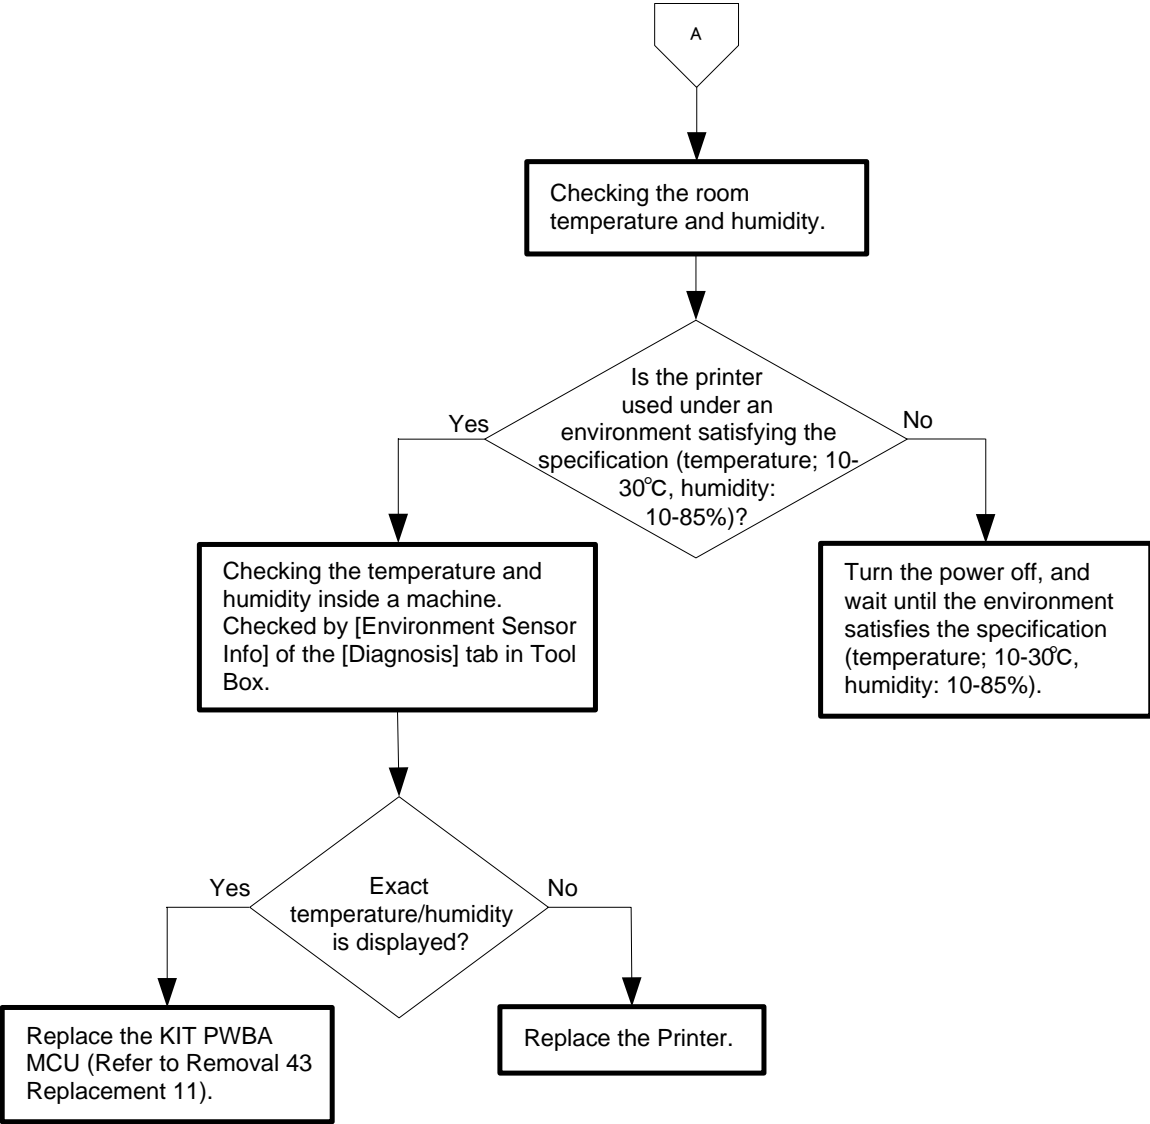 A
Checking the room
temperature and humidity.
Is the printer
used under an
environment satisfying the
specification (temperature; 10-
30℃, humidity:
10-85%)?
Yes
No
Checking the temperature and
humidity inside a machine.
Checked by [Environment Sensor
Info] of the [Diagnosis] tab in Tool
Box.
Turn the power off, and
wait until the environment
satisfies the specification
(temperature; 10-30℃,
humidity: 10-85%).
Exact
temperature/humidity
is displayed?
Yes
No
Replace the KIT PWBA
MCU (Refer to Removal 43
Replacement 11).
Replace the Printer.